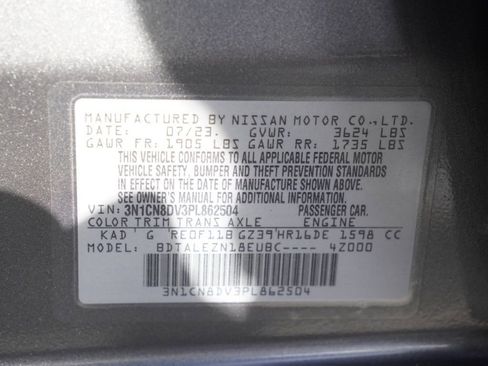 MANUFACTURED BY NISSAN MOTOR CO.,LTD.
DATE: 07/23 GVWR: 3624 LBS
GAWR FR: 1905 LBS GAWR RR: 1735 LBS
THIS VEHICLE CONFORMS TO ALL APPLICABLE FEDERAL MOTOR
VEHICLE SAFETY, BUMPER AND THEFT PREVENTION STANDARDS
IN EFFECT ON THE DATE OF MANUFACTURE SHOWN ABOVE.
SEE OWNER'S MANUAL FOR ADDITIONAL INFORMATION.
VIN: 3N1CN8DV3PL862504 PASSENGER CAR.
COLOR TRIM TRANS AXLE ENGINE
KAD G RE0F11B GZ39 HR16DE 1598 CC
MODEL: BDTALEZN18EUBC---- 4Z000
3N1CN8DV3PL862504